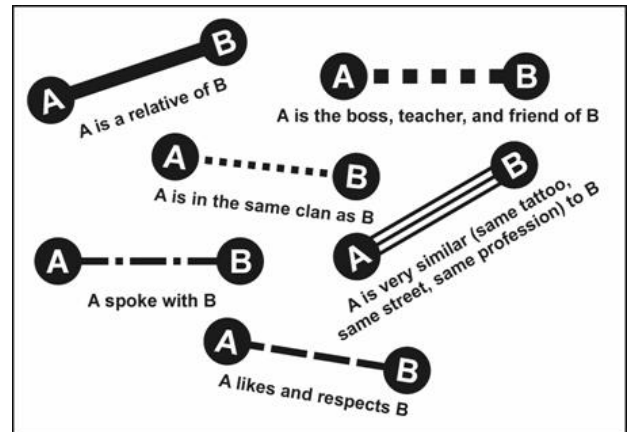 A B
A is a relative of B
A B
A is the boss, teacher, and friend of B
A B
A is in the same clan as B
A B
A is very similar (same tattoo,
same street, same profession) to B
A B
A spoke with B
A B
A likes and respects B